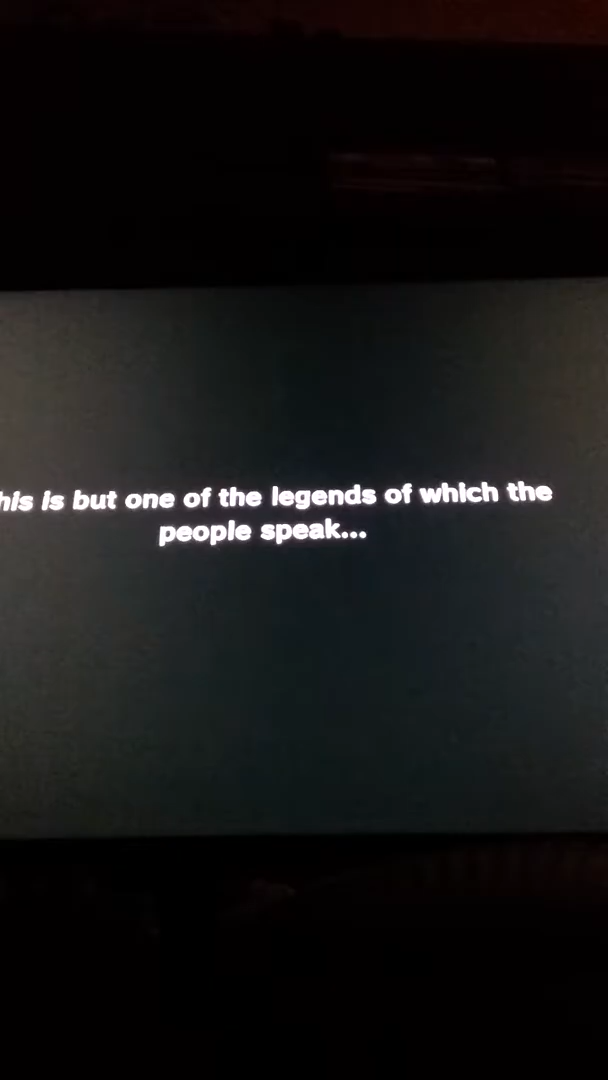 his is but one of the legends of which the
people speak...